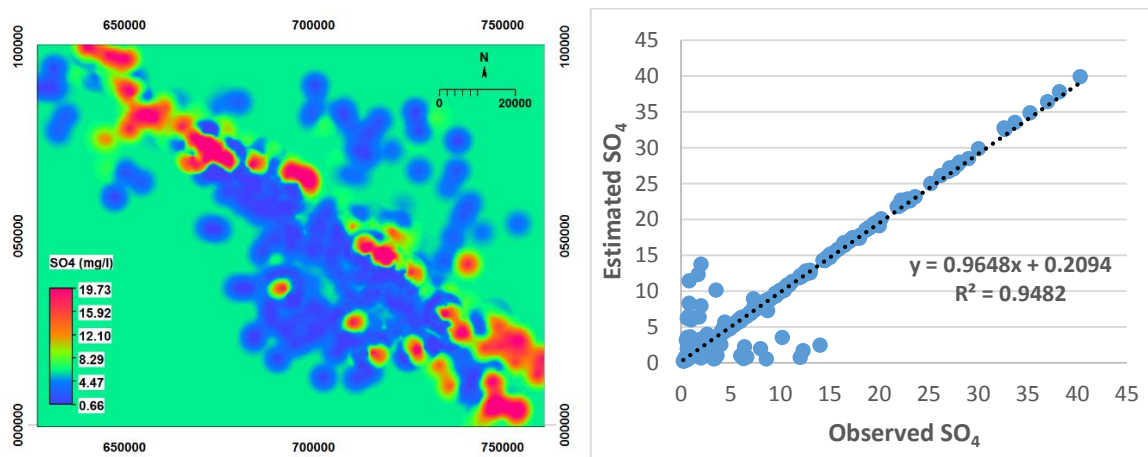 650000 700000 750000
N
0 20000
100000 100000
050000 050000
SO4 (mg/l)
19.73
15.92
12.10
8.29
4.47
0.66
000000 000000
650000 700000 750000
45
40
35
30
25
20
15
10
5
0
Estimated SO₄
y = 0.9648x + 0.2094
R² = 0.9482
0 5 10 15 20 25 30 35 40 45
Observed SO₄